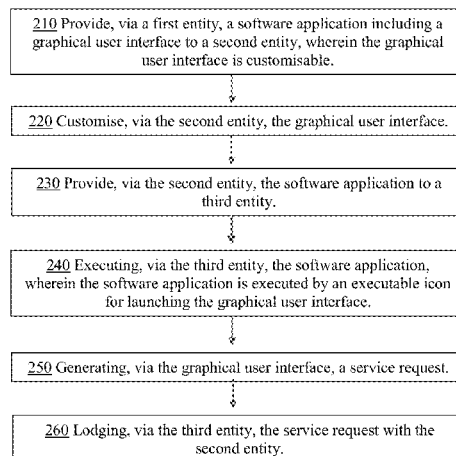 210 Provide, via a first entity, a software application including a
graphical user interface to a second entity, wherein the graphical
user interface is customisable.
220 Customise, via the second entity, the graphical user interface.
230 Provide, via the second entity, the software application to a
third entity.
240 Executing, via the third entity, the software application,
wherein the software application is executed by an executable icon
for launching the graphical user interface.
250 Generating, via the graphical user interface, a service request.
260 Lodging, via the third entity, the service request with the
second entity.